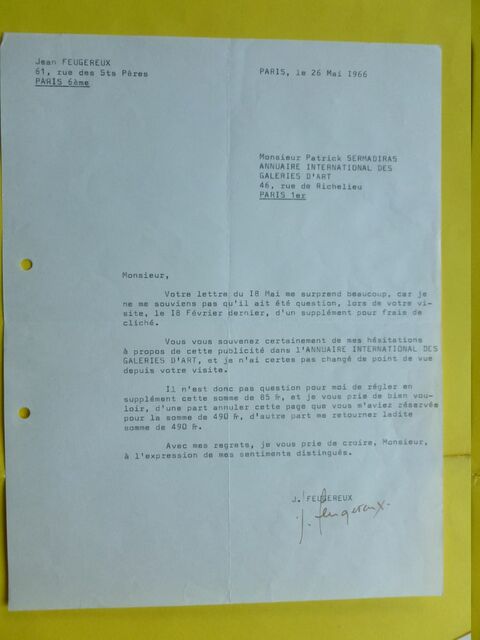 Jean FEUGEREUX
61, rue des Sts Pères
PARIS 6ème
PARIS, le 26 Mai 1966
Monsieur Patrick SERMADIRAS
ANNUAIRE INTERNATIONAL DES
GALERIES D'ART
46, rue de Richelieu
PARIS 1er
Monsieur,
Votre lettre du I8 Mai me surprend beaucoup, car je
ne me souviens pas qu'il ait été question, lors de votre vi-
site, le I8 Février dernier, d'un supplément pour frais de
cliché.
Vous vous souvenez certainement de mes hésitations
à propos de cette publicité dans l'ANNUAIRE INTERNATIONAL DES
GALERIES D'ART, et je n'ai certes pas changé de point de vue
depuis votre visite.
Il n'est donc pas question pour moi de régler en
supplément cette somme de 85 fr, et je vous prie de bien vou-
loir, d'une part annuler cette page que vous m'aviez réservée
pour la somme de 490 fr, d'autre part me retourner ladite
somme de 490 fr.
Avec mes regrets, je vous prie de croire, Monsieur,
à l'expression de mes sentiments distingués.
J. FEUGEREUX
J. Feugereux.